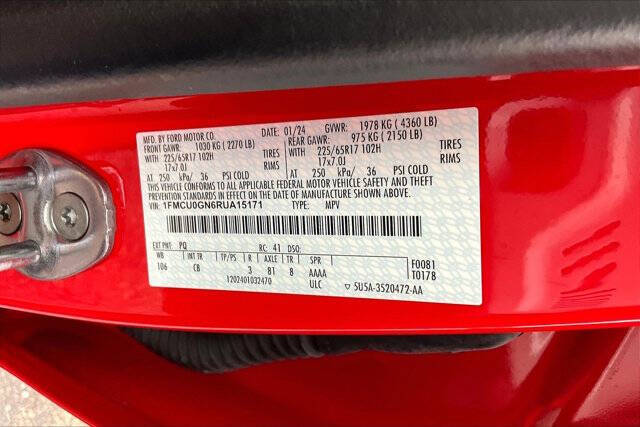 MFD. BY FORD MOTOR CO.
DATE: 01/24 GVWR: 1978 KG ( 4360 LB)
FRONT GAWR: 1030 KG ( 2270 LB) REAR GAWR: 975 KG ( 2150 LB)
WITH 225/65R17 102H TIRES WITH 225/65R17 102H TIRES
17x7.0J RIMS 17x7.0J RIMS
AT 250 kPa/ 36 PSI COLD AT 250 kPa/ 36 PSI COLD
THIS VEHICLE CONFORMS TO ALL APPLICABLE FEDERAL MOTOR VEHICLE SAFETY AND THEFT
PREVENTION STANDARDS IN EFFECT ON THE DATE OF MANUFACTURE SHOWN ABOVE.
VIN: 1FMCU0GN6RUA15171 TYPE: MPV
EXT PNT: PQ RC: 41 DSO:
WB INT TR TP/PS R AXLE TR SPR F0081
106 CB 3 81 8 AAAA T017B
1202401032470 ULC 5U5A-3520472-AA